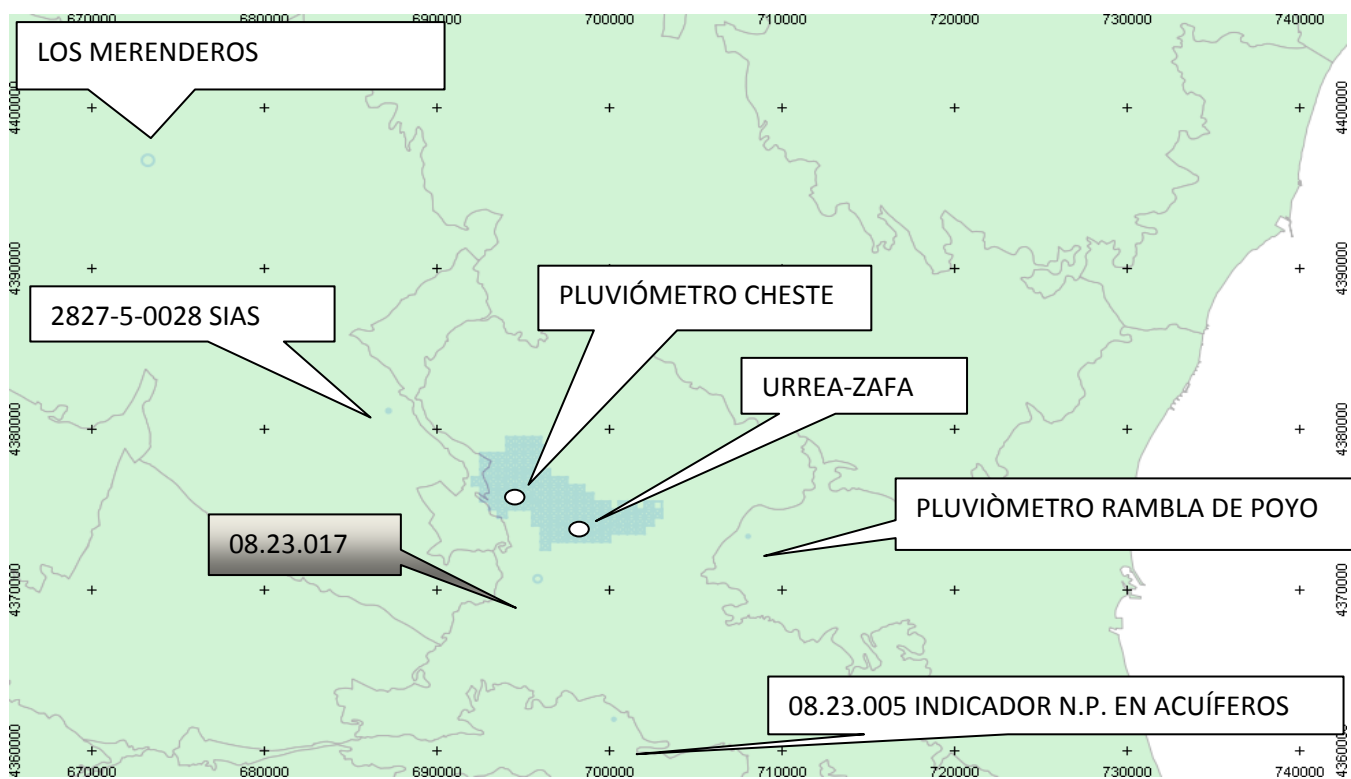 670000 680000 690000 700000 710000 720000 730000 740000
LOS MERENDEROS
4400000 4400000
4390000 4390000
PLUVIÓMETRO CHESTE
2827-5-0028 SIAS
URREA-ZAFA
4380000 4380000
PLUVIÒMETRO RAMBLA DE POYO
08.23.017
4370000 4370000
08.23.005 INDICADOR N.P. EN ACUÍFEROS
4360000 4360000
670000 680000 690000 700000 710000 720000 730000 740000